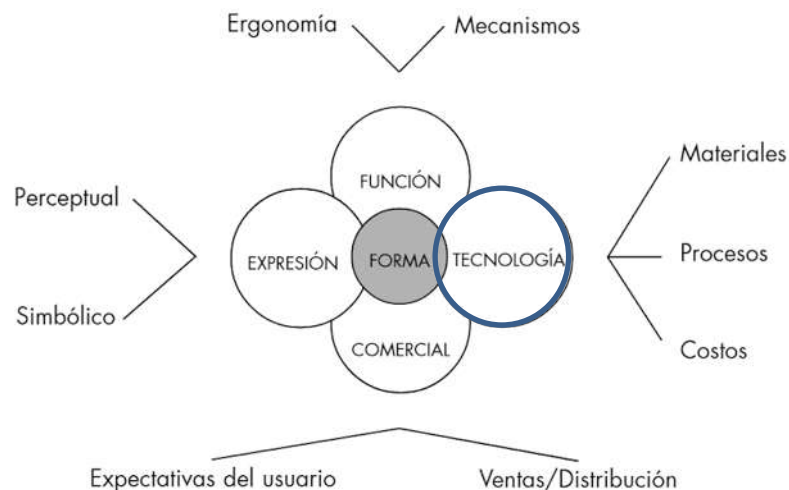 Ergonomía
Mecanismos
Materiales
FUNCIÓN
Perceptual
EXPRESIÓN
FORMA
TECNOLOGÍA
Procesos
Simbólico
COMERCIAL
Costos
Expectativas del usuario
Ventas/Distribución